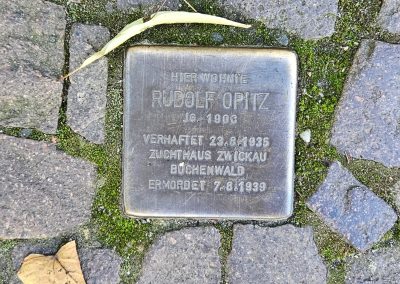 HIER WOHNTE
RUDOLF OPITZ
JG. 1908
VERHAFTET 23.8.1935
ZUCHTHAUS ZWICKAU
BUCHENWALD
ERMORDET 7.8.1939